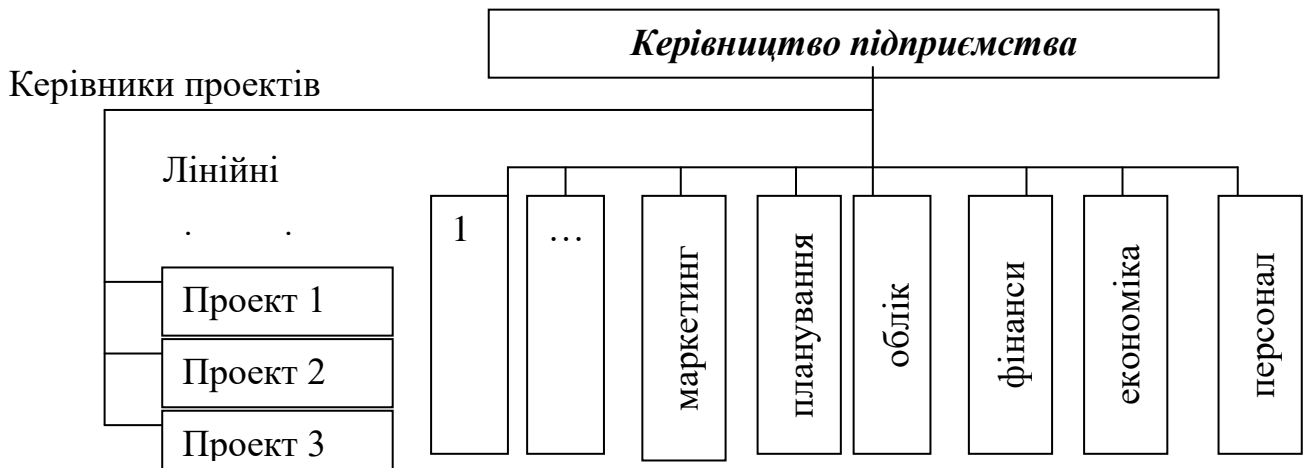 Керівництво підприємства
Керівники проектів
Лінійні
. .
1
…
маркетинг
планування
облік
фінанси
економіка
персонал
Проект 1
Проект 2
Проект 3